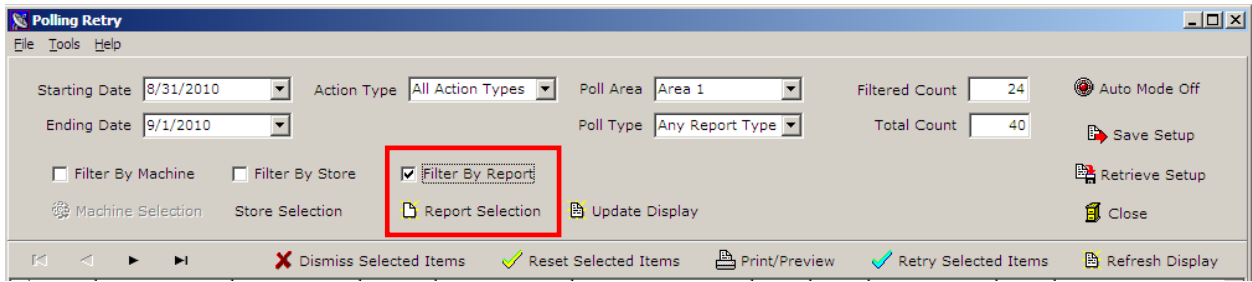 Polling Retry
File Tools Help
Starting Date 8/31/2010 Action Type All Action Types Poll Area Area 1 Filtered Count 24 Auto Mode Off
Ending Date 9/1/2010 Poll Type Any Report Type Total Count 40 Save Setup
Filter By Machine Filter By Store Filter By Report Retrieve Setup
Machine Selection Store Selection Report Selection Update Display Close
Dismiss Selected Items Reset Selected Items Print/Preview Retry Selected Items Refresh Display